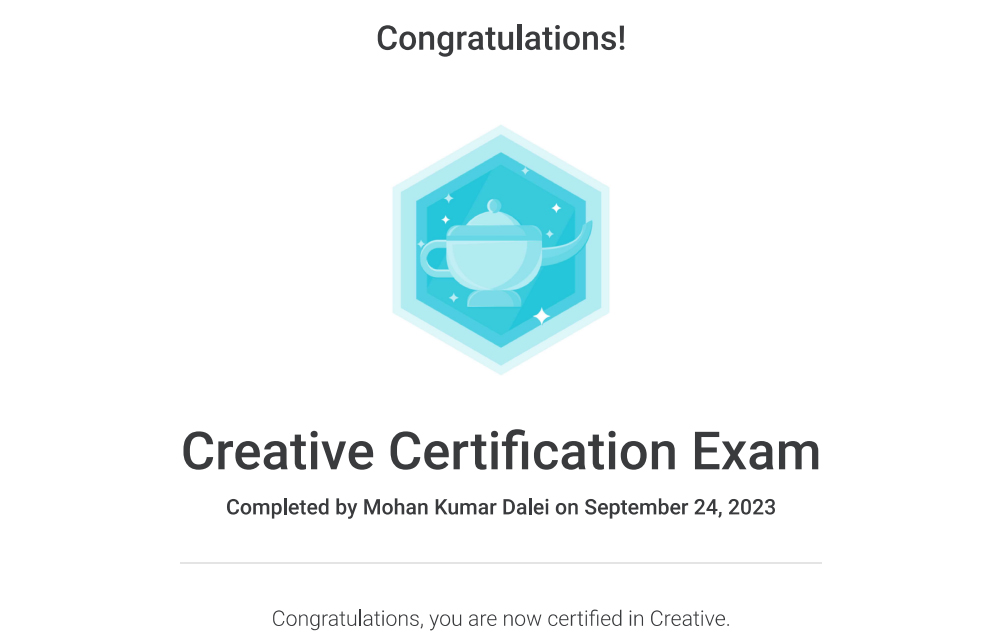 Congratulations!
Creative Certification Exam
Completed by Mohan Kumar Dalei on September 24, 2023
Congratulations, you are now certified in Creative.